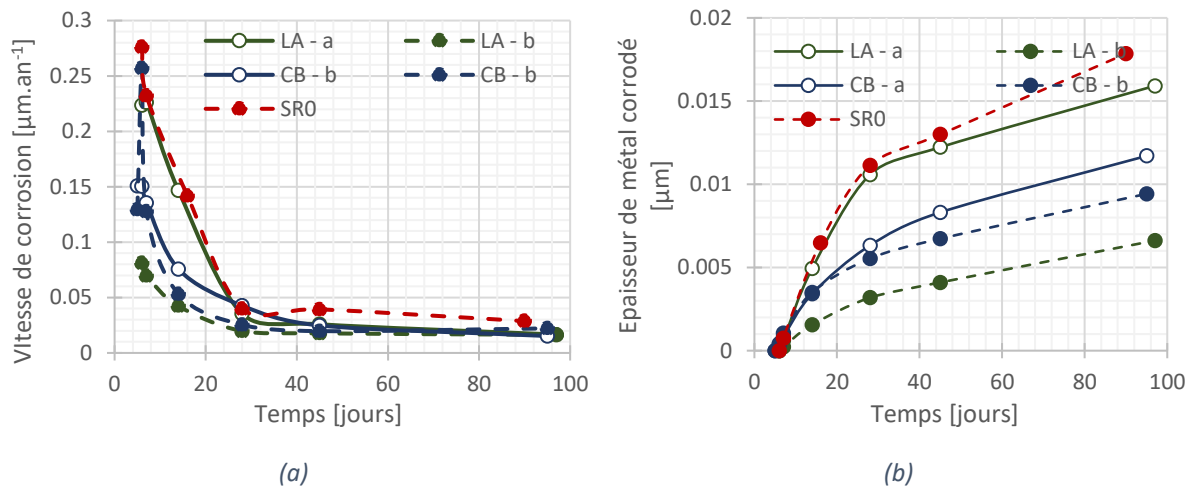 VItesse de corrosion [µm.an⁻¹]
0.3
0.25
0.2
0.15
0.1
0.05
0
LA - a
LA - b
CB - b
CB - b
SR0
0 20 40 60 80 100
Temps [jours]
(a)
Epaisseur de métal corrodé
[µm]
0.02
0.015
0.01
0.005
0.000
LA - a
LA - b
CB - a
CB - b
SR0
0 20 40 60 80 100
Temps [jours]
(b)